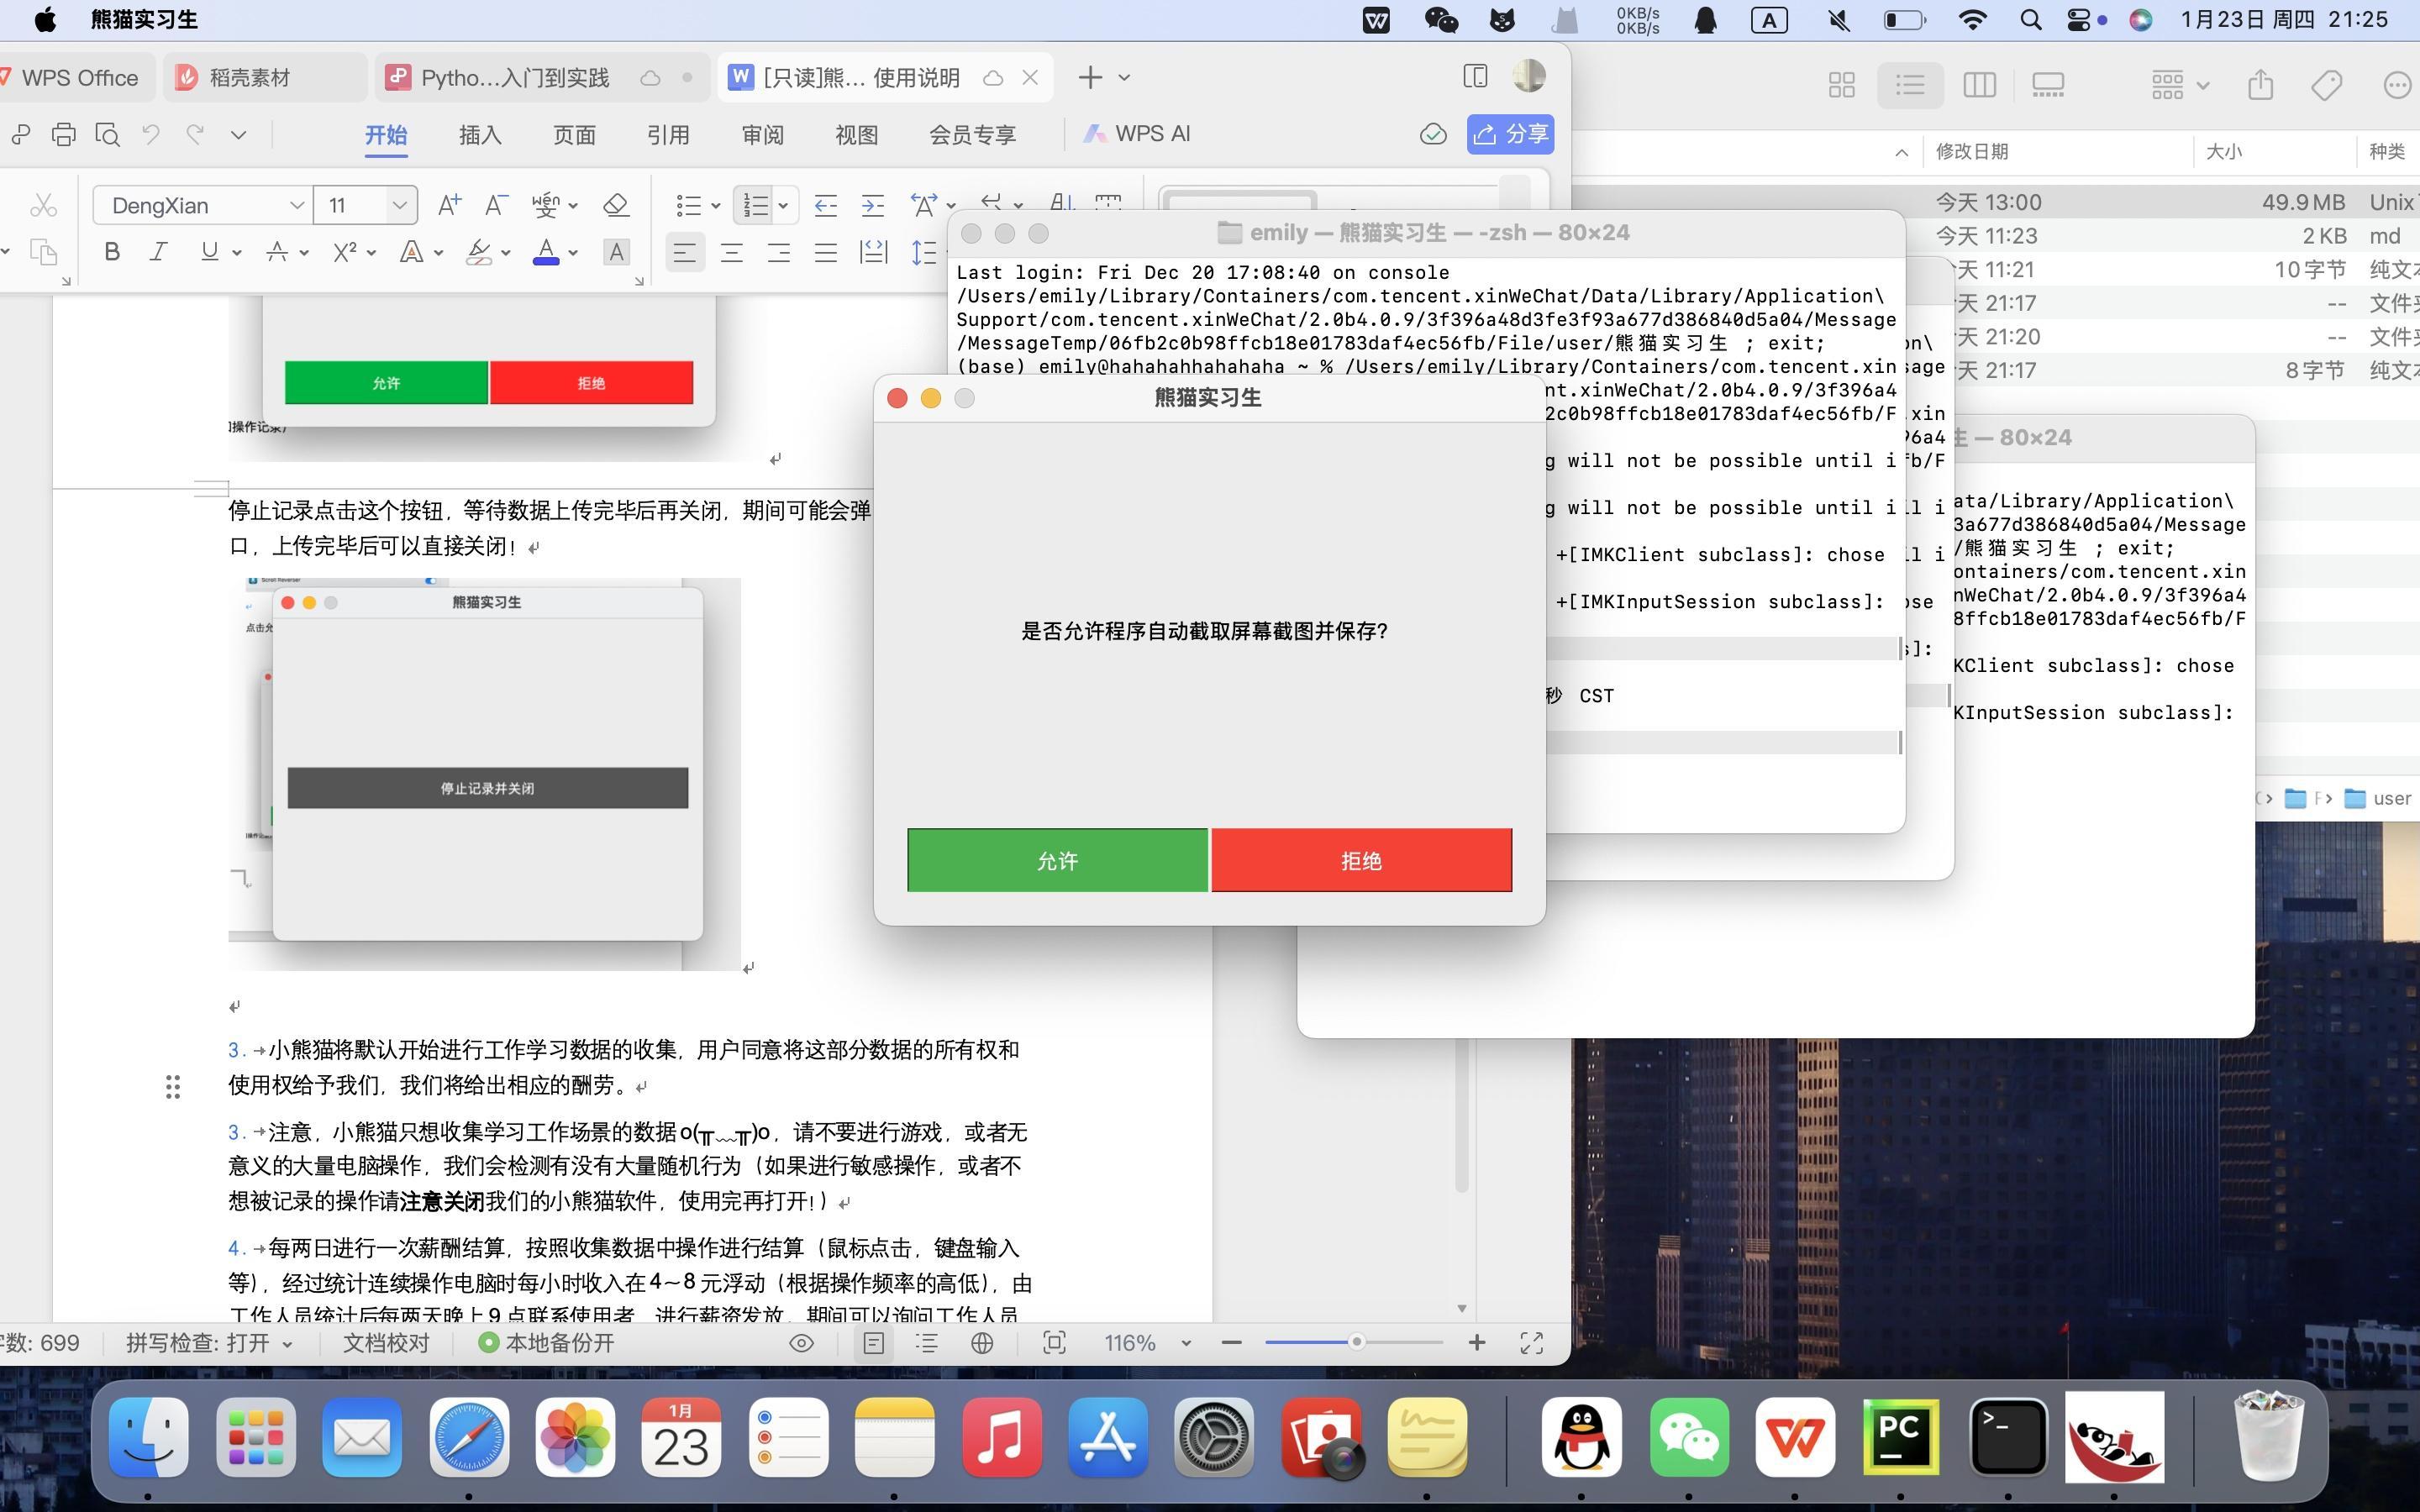 熊猫实习生
0KB/s
0KB/s
A
1月23日 周四 21:25
WPS Office
稻壳素材
Pytho...入门到实践
[只读]熊... 使用说明
开始
插入
页面
引用
审阅
视图
会员专享
WPS AI
分享
DengXian
11
修改日期
大小
种类
今天 13:00
49.9 MB
Unix
今天 11:23
2 KB
md
天 11:21
10 字节
纯文本
天 21:17
--
文件夹
天 21:20
--
文件夹
天 21:17
8 字节
纯文本
user
emily — 熊猫实习生 — -zsh — 80×24
Last login: Fri Dec 20 17:08:40 on console
/Users/emily/Library/Containers/com.tencent.xinWeChat/Data/Library/Application\
Support/com.tencent.xinWeChat/2.0b4.0.9/3f396a48d3fe3f93a677d386840d5a04/Message
/MessageTemp/06fb2c0b98ffcb18e01783daf4ec56fb/File/user/熊猫实习生 ; exit;
(base) emily@hahahahhahahaha ~ % /Users/emily/Library/Containers/com.tencent.xin
nt.xinWeChat/2.0b4.0.9/3f396a4
2c0b98ffcb18e01783daf4ec56fb/F
g will not be possible until i
g will not be possible until i
+[IMKClient subclass]: chose
+[IMKInputSession subclass]:
秒 CST
生 — 80×24
ata/Library/Application\
3a677d386840d5a04/Message
/熊猫实习生 ; exit;
ontainers/com.tencent.xin
nWeChat/2.0b4.0.9/3f396a4
8ffcb18e01783daf4ec56fb/F
KClient subclass]: chose
KInputSession subclass]:
熊猫实习生
是否允许程序自动截取屏幕截图并保存?
允许
拒绝
允许
拒绝
操作记录)
停止记录点击这个按钮，等待数据上传完毕后再关闭，期间可能会弹
口，上传完毕后可以直接关闭！
Scroll Reverser
点击允
熊猫实习生
停止记录并关闭
3. 小熊猫将默认开始进行工作学习数据的收集，用户同意将这部分数据的所有权和
使用权给予我们，我们将给出相应的酬劳。
3. 注意，小熊猫只想收集学习工作场景的数据o(╥﹏╥)o，请不要进行游戏，或者无
意义的大量电脑操作，我们会检测有没有大量随机行为（如果进行敏感操作，或者不
想被记录的操作请注意关闭我们的小熊猫软件，使用完再打开！）
4. 每两日进行一次薪酬结算，按照收集数据中操作进行结算（鼠标点击，键盘输入
等），经过统计连续操作电脑时每小时收入在4~8元浮动（根据操作频率的高低），由
工作人员统计后每两天晚上9点联系使用者，进行薪资发放，期间可以询问工作人员
字数: 699
拼写检查: 打开
文档校对
本地备份开
116%
1月
23
PC